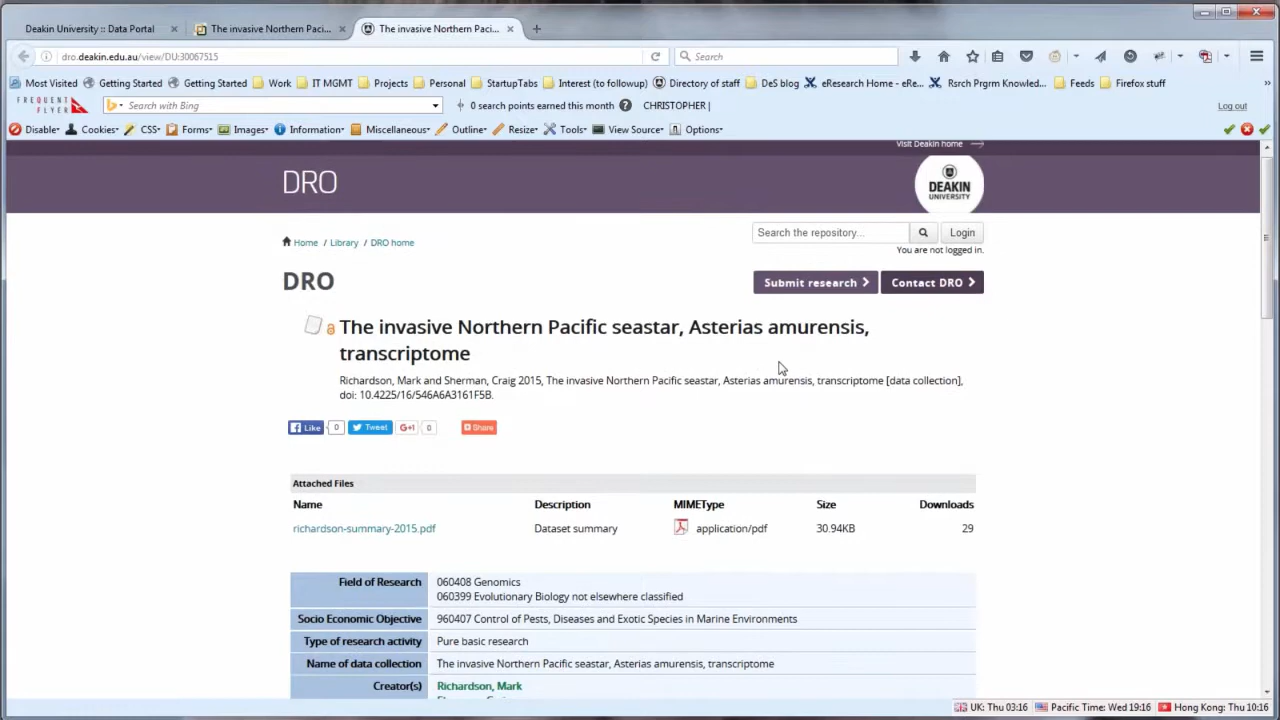 Deakin University :: Data Portal
The invasive Northern Paci...
The invasive Northern Paci...
dro.deakin.edu.au/view/DU:30067515
Search
Most Visited Getting Started Getting Started Work IT MGMT Projects Personal StartupTabs Interest (to followup) Directory of staff DeS blog eResearch Home - eRe... Rsrch Prgrm Knowled... Feeds Firefox stuff »
FREQUENT FLYER Search with Bing 0 search points earned this month ? CHRISTOPHER | Log out
Disable Cookies CSS Forms Images Information Miscellaneous Outline Resize Tools View Source Options
Visit Deakin home
DRO
DEAKIN
UNIVERSITY
Search the repository... Login
Home / Library / DRO home
You are not logged in.
DRO
Submit research Contact DRO
The invasive Northern Pacific seastar, Asterias amurensis,
transcriptome
Richardson, Mark and Sherman, Craig 2015, The invasive Northern Pacific seastar, Asterias amurensis, transcriptome [data collection],
doi: 10.4225/16/546A6A3161F5B.
Like 0 Tweet G+1 0 Share
Attached Files
Name Description MIMEType Size Downloads
richardson-summary-2015.pdf Dataset summary application/pdf 30.94KB 29
Field of Research 060408 Genomics
060399 Evolutionary Biology not elsewhere classified
Socio Economic Objective 960407 Control of Pests, Diseases and Exotic Species in Marine Environments
Type of research activity Pure basic research
Name of data collection The invasive Northern Pacific seastar, Asterias amurensis, transcriptome
Creator(s) Richardson, Mark
UK: Thu 03:16 Pacific Time: Wed 19:16 Hong Kong: Thu 10:16